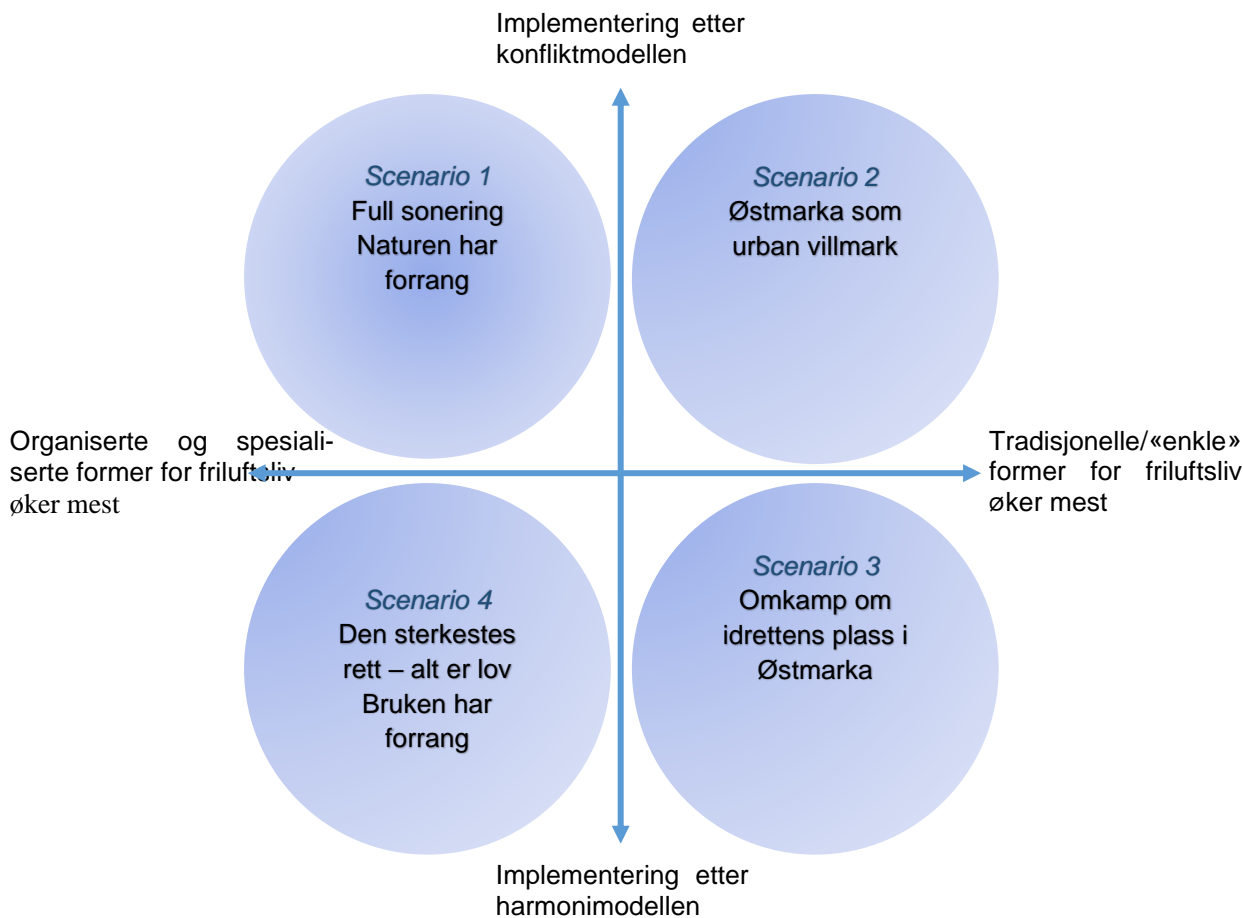 Implementering etter
konfliktmodellen
Scenario 1
Full sonering
Naturen har
forrang
Scenario 2
Østmarka som
urban villmark
Organiserte og spesiali-
serte former for friluftsliv
øker mest
Tradisjonelle/«enkle»
former for friluftsliv
øker mest
Scenario 4
Den sterkestes
rett – alt er lov
Bruken har
forrang
Scenario 3
Omkamp om
idrettens plass i
Østmarka
Implementering etter
harmonimodellen